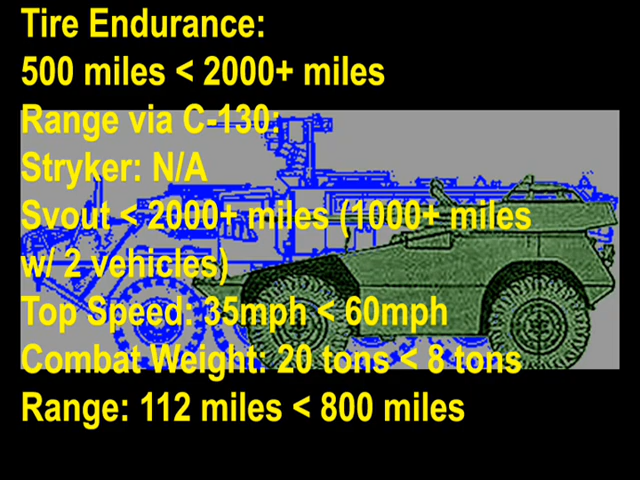 Tire Endurance:
500 miles < 2000+ miles
Range via C-130:
Stryker: N/A
Svout < 2000+ miles (1000+ miles
w/ 2 vehicles)
Top Speed: 35mph < 60mph
Combat Weight: 20 tons < 8 tons
Range: 112 miles < 800 miles